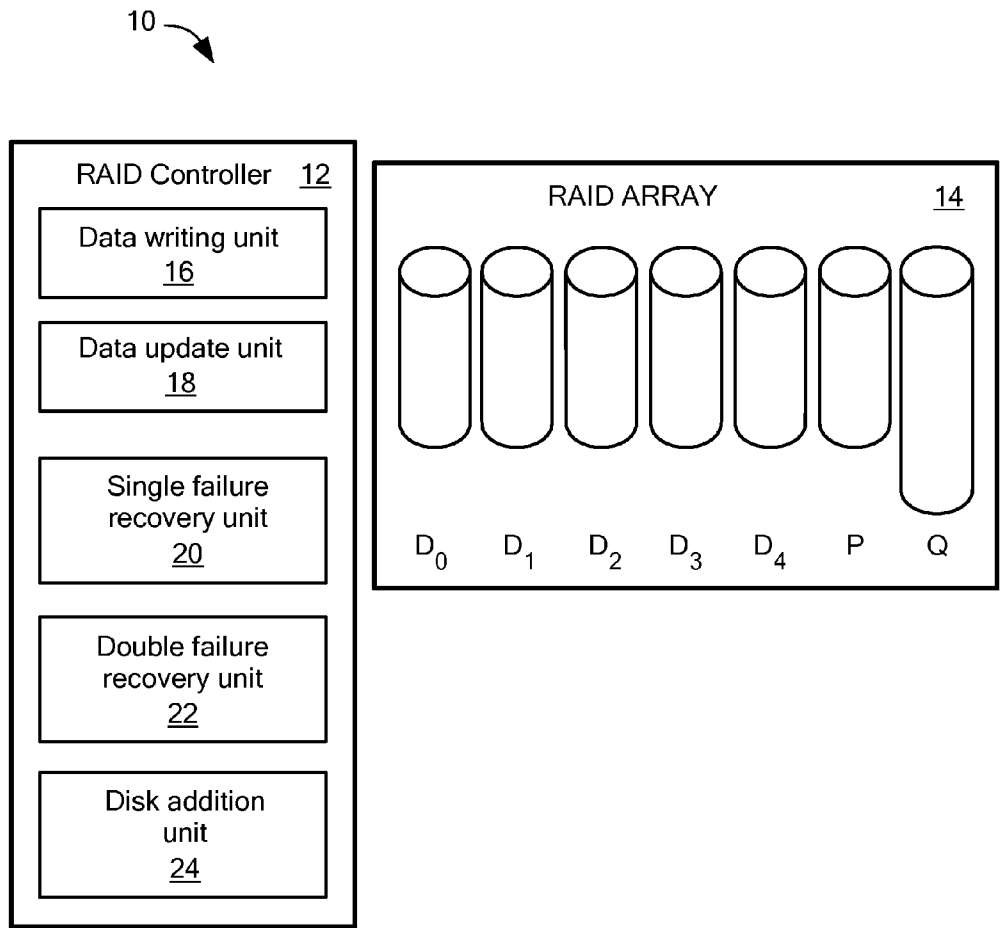 10
RAID Controller 12
Data writing unit
16
Data update unit
18
Single failure
recovery unit
20
Double failure
recovery unit
22
Disk addition
unit
24
RAID ARRAY 14
D0 D1 D2 D3 D4 P Q